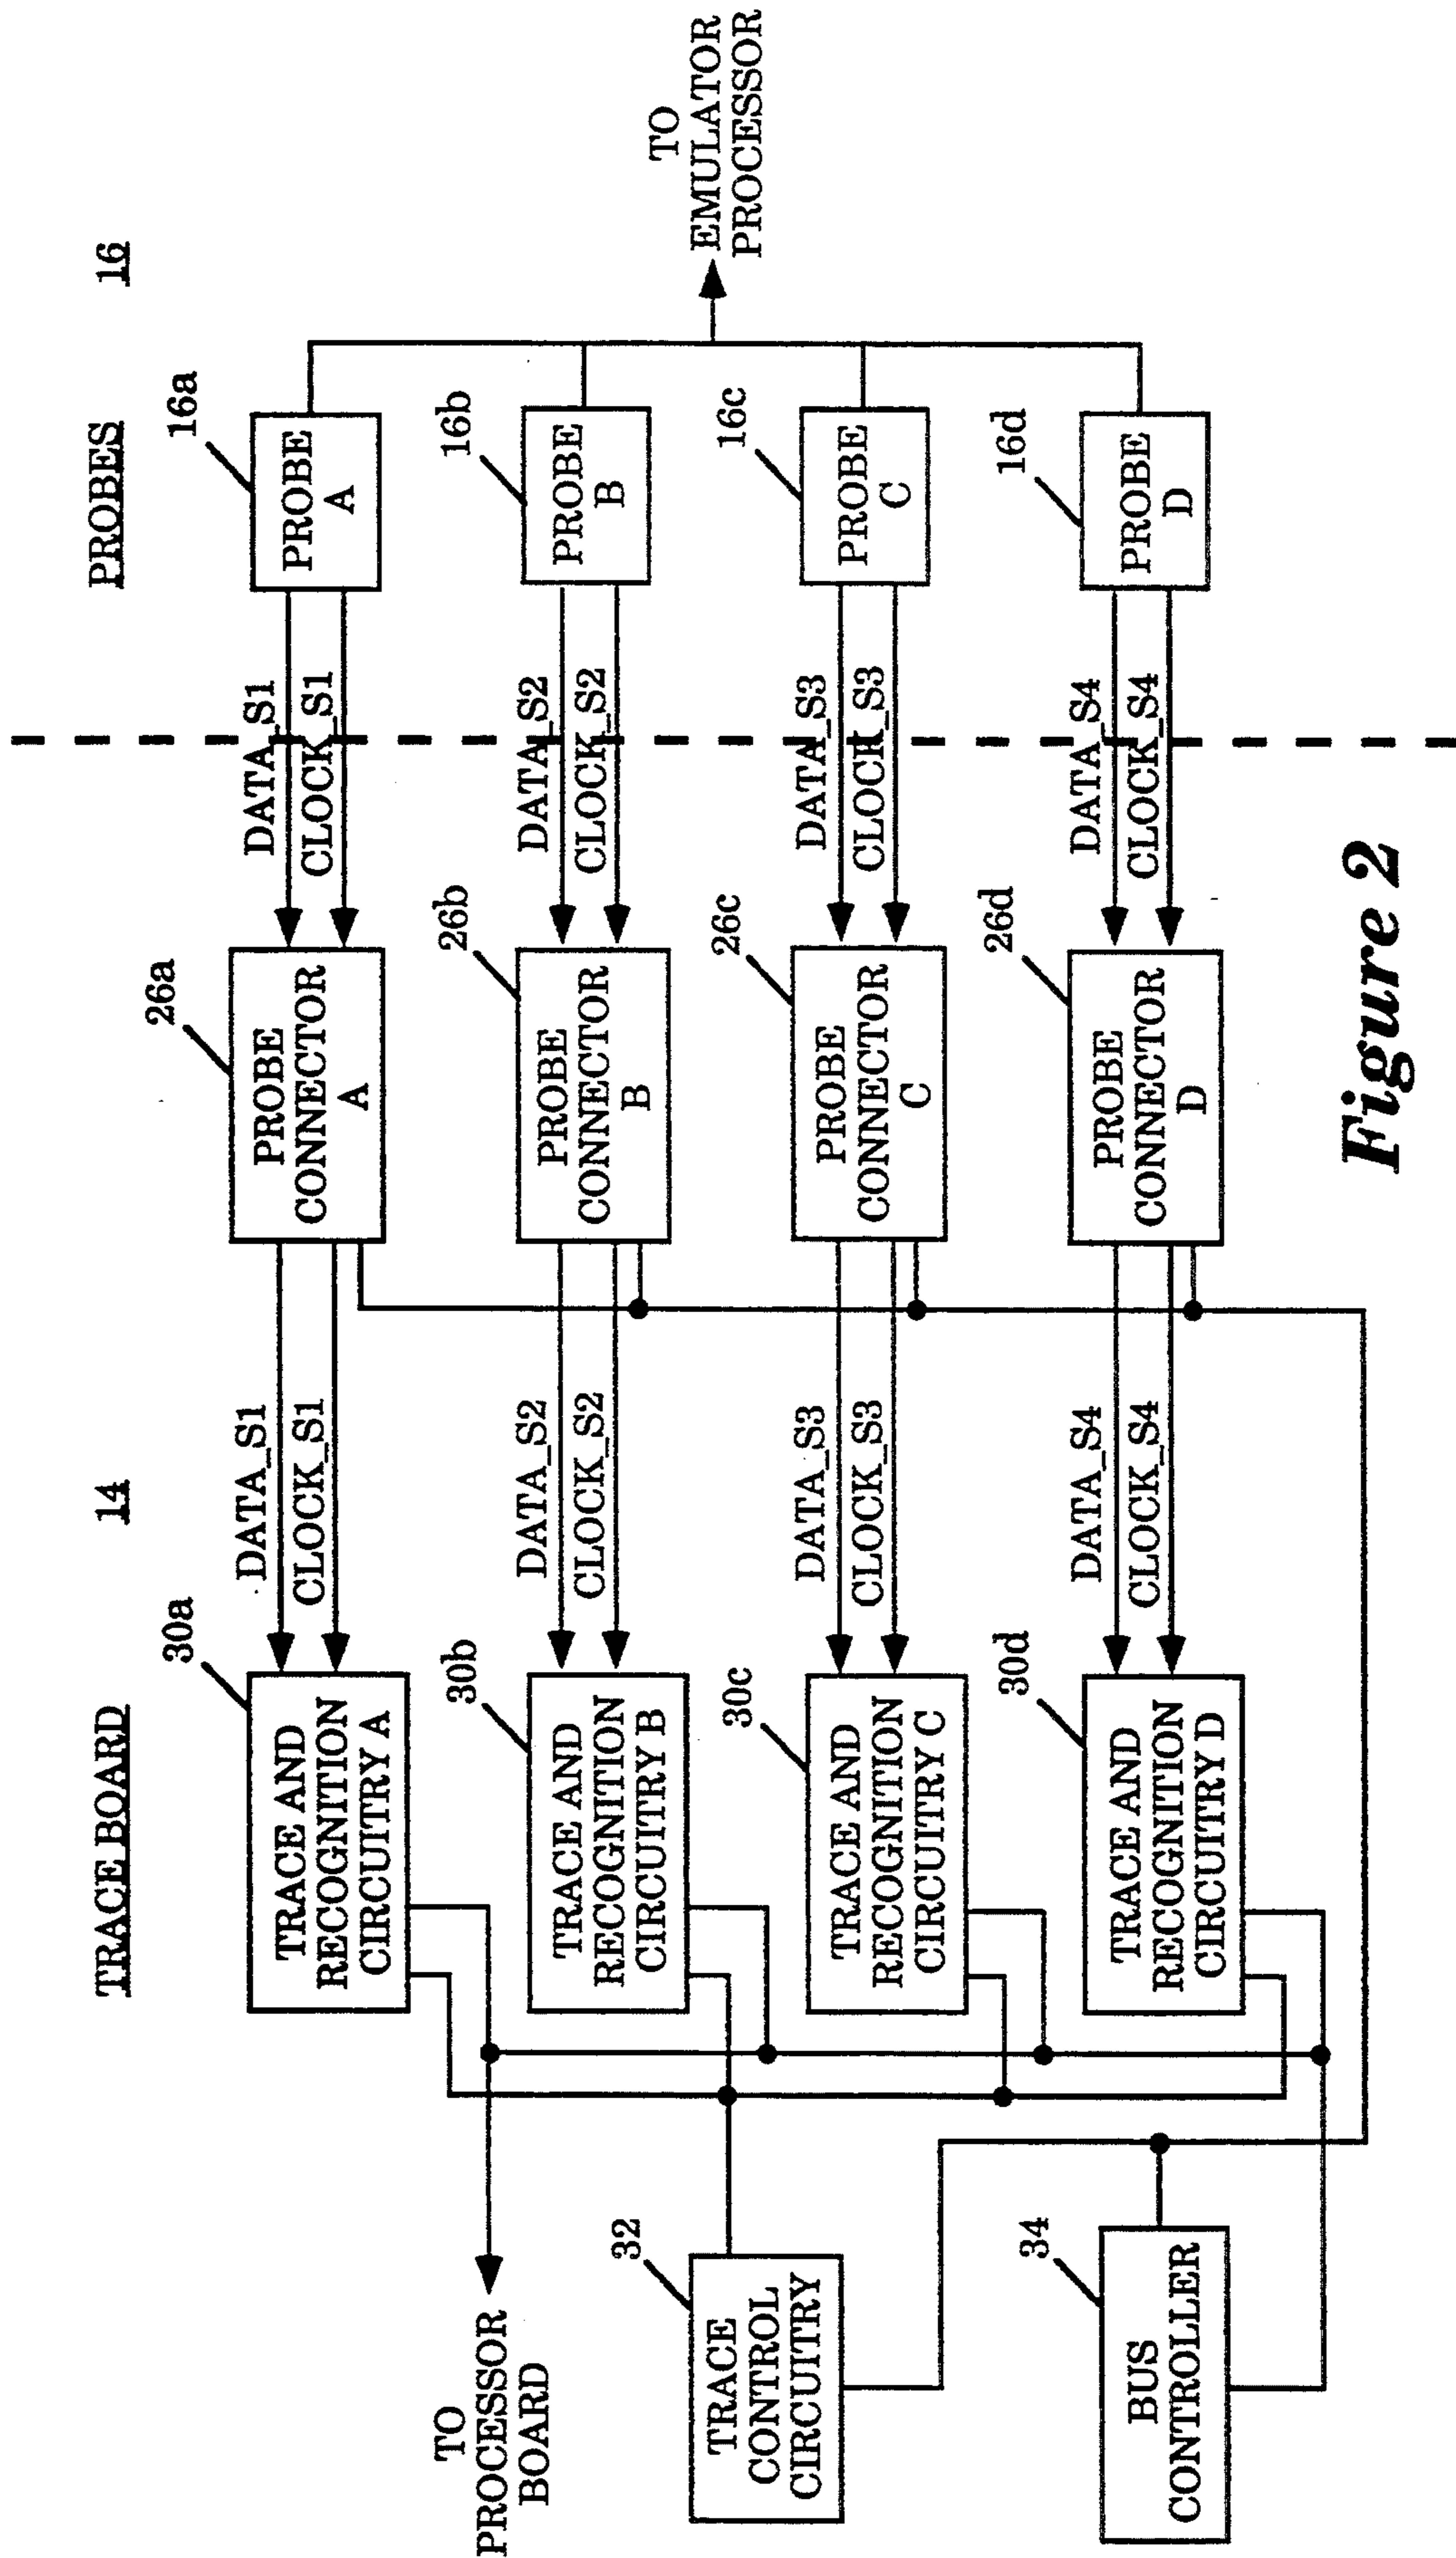 TRACE BOARD
14
PROBES
16
30a
TRACE AND
RECOGNITION
CIRCUITRY A
DATA_S1
CLOCK_S1
26a
PROBE
CONNECTOR
A
DATA_S1
CLOCK_S1
16a
PROBE
A
TO
PROCESSOR
BOARD
30b
TRACE AND
RECOGNITION
CIRCUITRY B
DATA_S2
CLOCK_S2
26b
PROBE
CONNECTOR
B
DATA_S2
CLOCK_S2
16b
PROBE
B
TO
EMULATOR
PROCESSOR
32
TRACE
CONTROL
CIRCUITRY
30c
TRACE AND
RECOGNITION
CIRCUITRY C
DATA_S3
CLOCK_S3
26c
PROBE
CONNECTOR
C
DATA_S3
CLOCK_S3
16c
PROBE
C
34
BUS
CONTROLLER
30d
TRACE AND
RECOGNITION
CIRCUITRY D
DATA_S4
CLOCK_S4
26d
PROBE
CONNECTOR
D
DATA_S4
CLOCK_S4
16d
PROBE
D
Figure 2